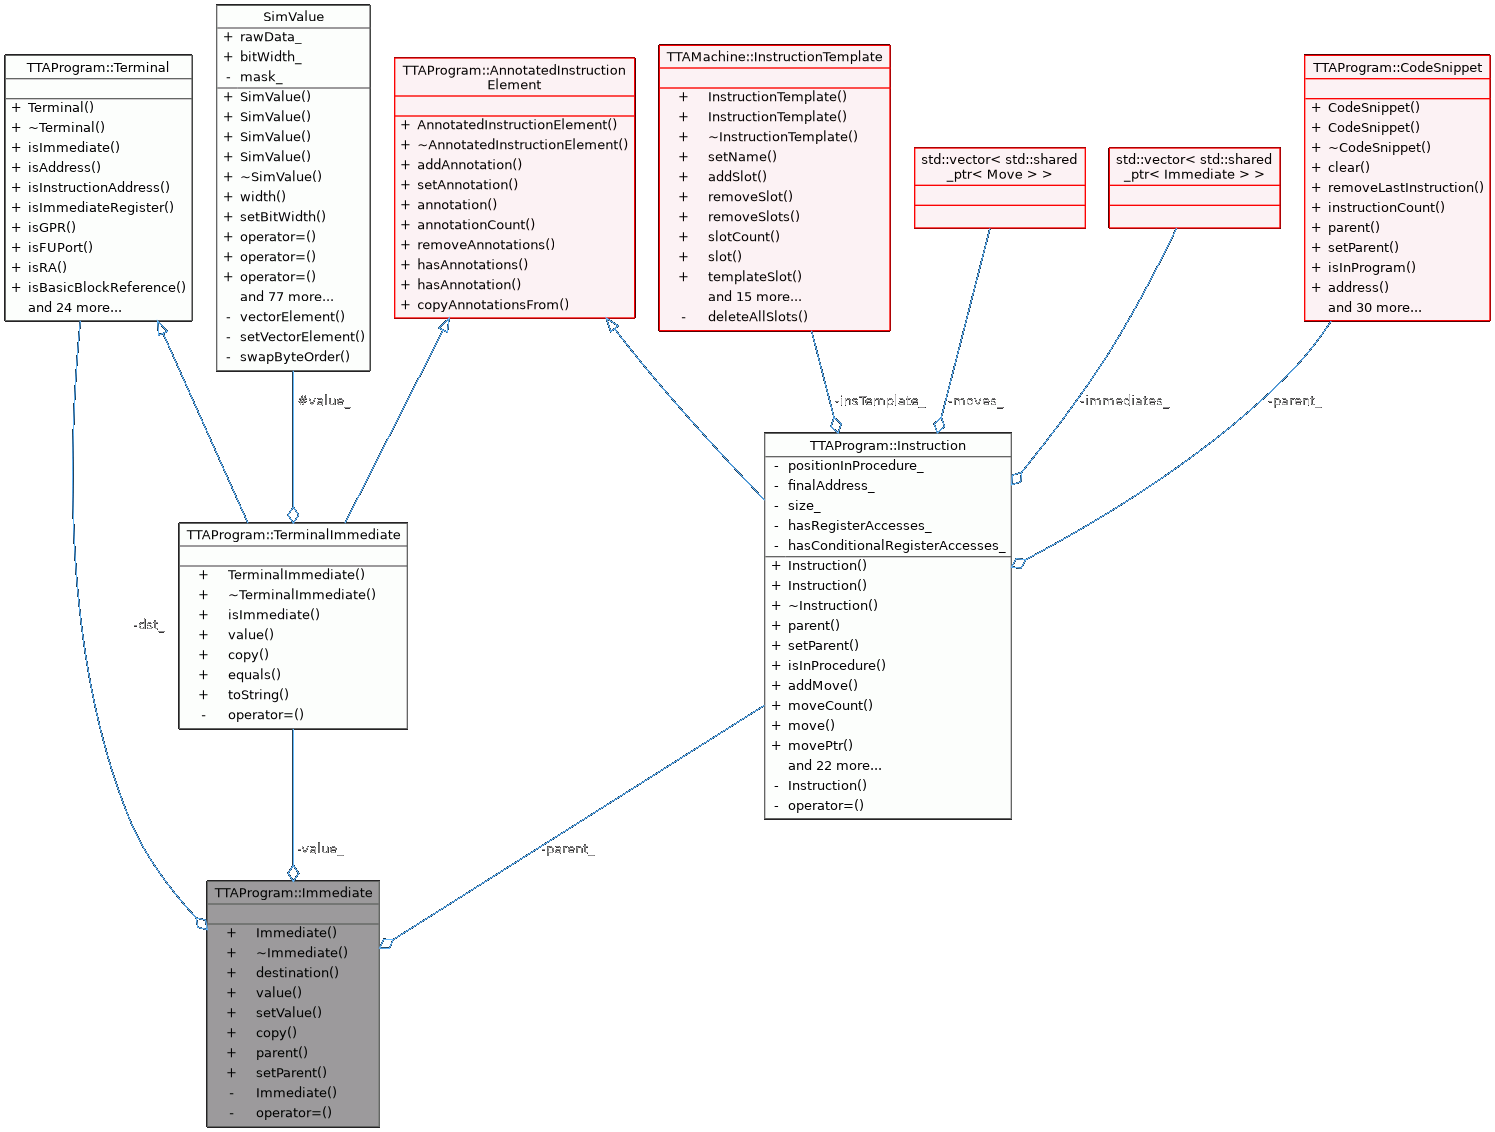 TTAProgram::Terminal
+ Terminal()
+ ~Terminal()
+ isImmediate()
+ isAddress()
+ isInstructionAddress()
+ isImmediateRegister()
+ isGPR()
+ isFUPort()
+ isRA()
+ isBasicBlockReference()
and 24 more...
SimValue
+ rawData_
+ bitWidth_
- mask_
+ SimValue()
+ SimValue()
+ SimValue()
+ SimValue()
+ ~SimValue()
+ width()
+ setBitWidth()
+ operator=()
+ operator=()
+ operator=()
and 77 more...
- vectorElement()
- setVectorElement()
- swapByteOrder()
TTAProgram::AnnotatedInstruction
Element
+ AnnotatedInstructionElement()
+ ~AnnotatedInstructionElement()
+ addAnnotation()
+ setAnnotation()
+ annotation()
+ annotationCount()
+ removeAnnotations()
+ hasAnnotations()
+ hasAnnotation()
+ copyAnnotationsFrom()
TTAMachine::InstructionTemplate
+ InstructionTemplate()
+ InstructionTemplate()
+ ~InstructionTemplate()
+ setName()
+ addSlot()
+ removeSlot()
+ removeSlots()
+ slotCount()
+ slot()
+ templateSlot()
and 15 more...
- deleteAllSlots()
std::vector< std::shared
_ptr< Move > >
std::vector< std::shared
_ptr< Immediate > >
TTAProgram::CodeSnippet
+ CodeSnippet()
+ CodeSnippet()
+ ~CodeSnippet()
+ clear()
+ removeLastInstruction()
+ instructionCount()
+ parent()
+ setParent()
+ isInProgram()
+ address()
and 30 more...
#value_
-insTemplate_
-moves_
-immediates_
-parent_
TTAProgram::TerminalImmediate
+ TerminalImmediate()
+ ~TerminalImmediate()
+ isImmediate()
+ value()
+ copy()
+ equals()
+ toString()
- operator=()
TTAProgram::Instruction
- positionInProcedure_
- finalAddress_
- size_
- hasRegisterAccesses_
- hasConditionalRegisterAccesses_
+ Instruction()
+ Instruction()
+ ~Instruction()
+ parent()
+ setParent()
+ isInProcedure()
+ addMove()
+ moveCount()
+ move()
+ movePtr()
and 22 more...
- Instruction()
- operator=()
-dst_
-value_
-parent_
TTAProgram::Immediate
+ Immediate()
+ ~Immediate()
+ destination()
+ value()
+ setValue()
+ copy()
+ parent()
+ setParent()
- Immediate()
- operator=()